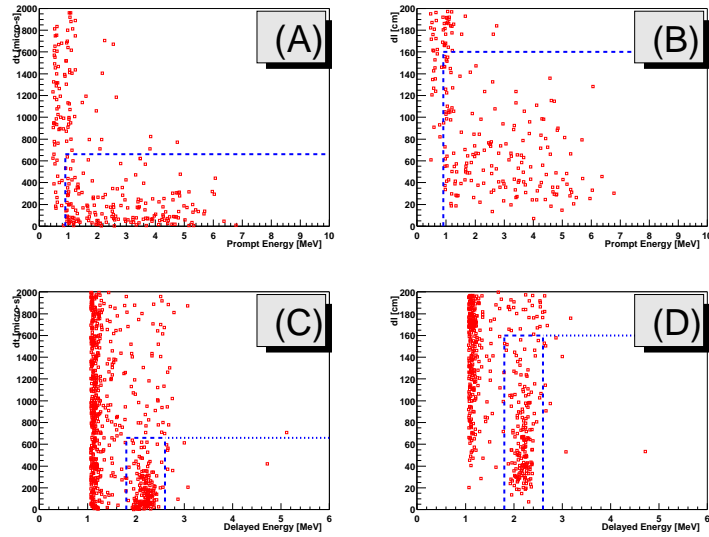 dt [micro-s]
2000
1800
1600
1400
1200
1000
800
600
400
200
0
(A)
0 1 2 3 4 5 6 7 8 9 10
Prompt Energy [MeV]
dl [cm]
200
180
160
140
120
100
80
60
40
20
0
(B)
0 1 2 3 4 5 6 7 8 9 10
Prompt Energy [MeV]
dt [micro-s]
2000
1800
1600
1400
1200
1000
800
600
400
200
0
(C)
0 1 2 3 4 5 6
Delayed Energy [MeV]
dl [cm]
200
180
160
140
120
100
80
60
40
20
0
(D)
0 1 2 3 4 5 6
Delayed Energy [MeV]